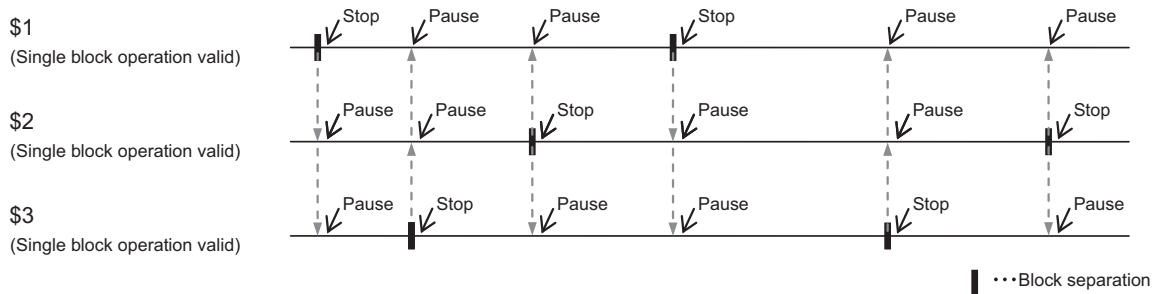 $1
(Single block operation valid)
Stop
Pause
Pause
Stop
Pause
Pause
$2
(Single block operation valid)
Pause
Pause
Stop
Pause
Pause
Stop
$3
(Single block operation valid)
Pause
Stop
Pause
Pause
Stop
Pause
···Block separation